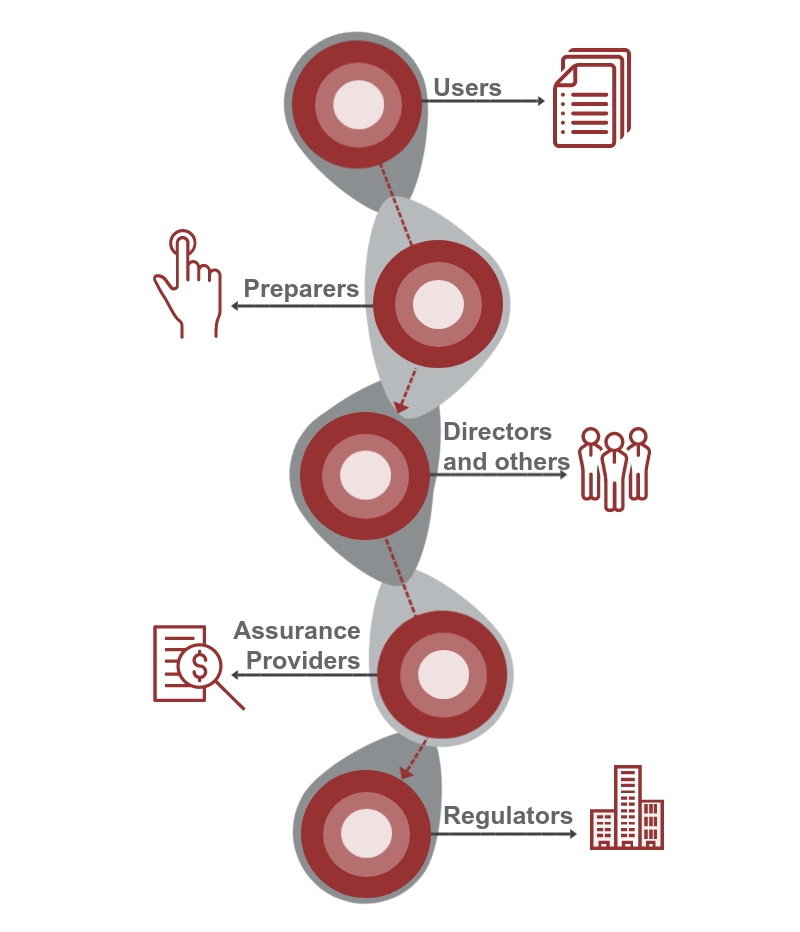 Users
Preparers
Directors
and others
Assurance
Providers
Regulators